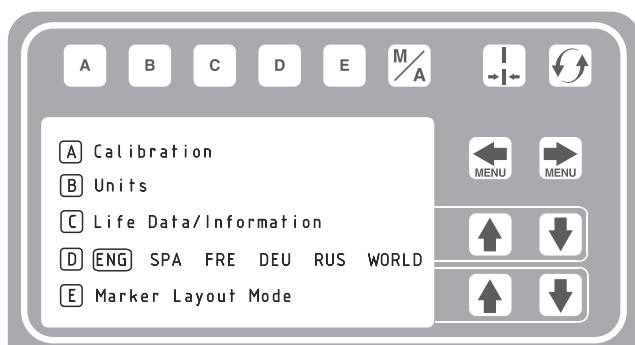 A B C D E M/A
MENU MENU
A Calibration
B Units
C Life Data/Information
D ENG SPA FRE DEU RUS WORLD
E Marker Layout Mode